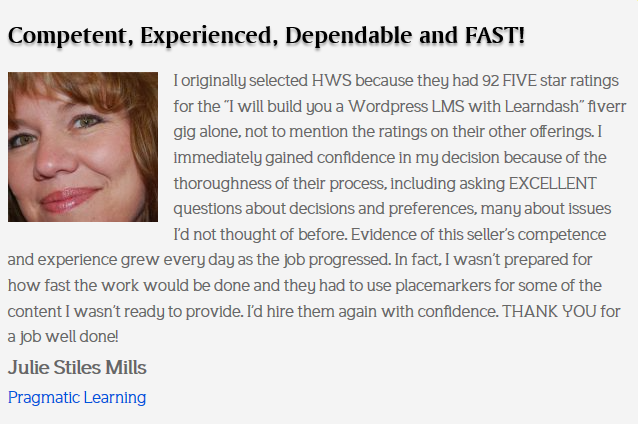 Competent, Experienced, Dependable and FAST!
I originally selected HWS because they had 92 FIVE star ratings
for the "I will build you a Wordpress LMS with Learndash" fiverr
gig alone, not to mention the ratings on their other offerings. I
immediately gained confidence in my decision because of the
thoroughness of their process, including asking EXCELLENT
questions about decisions and preferences, many about issues
I'd not thought of before. Evidence of this seller's competence
and experience grew every day as the job progressed. In fact, I wasn't prepared for
how fast the work would be done and they had to use placemarkers for some of the
content I wasn't ready to provide. I'd hire them again with confidence. THANK YOU for
a job well done!
Julie Stiles Mills
Pragmatic Learning